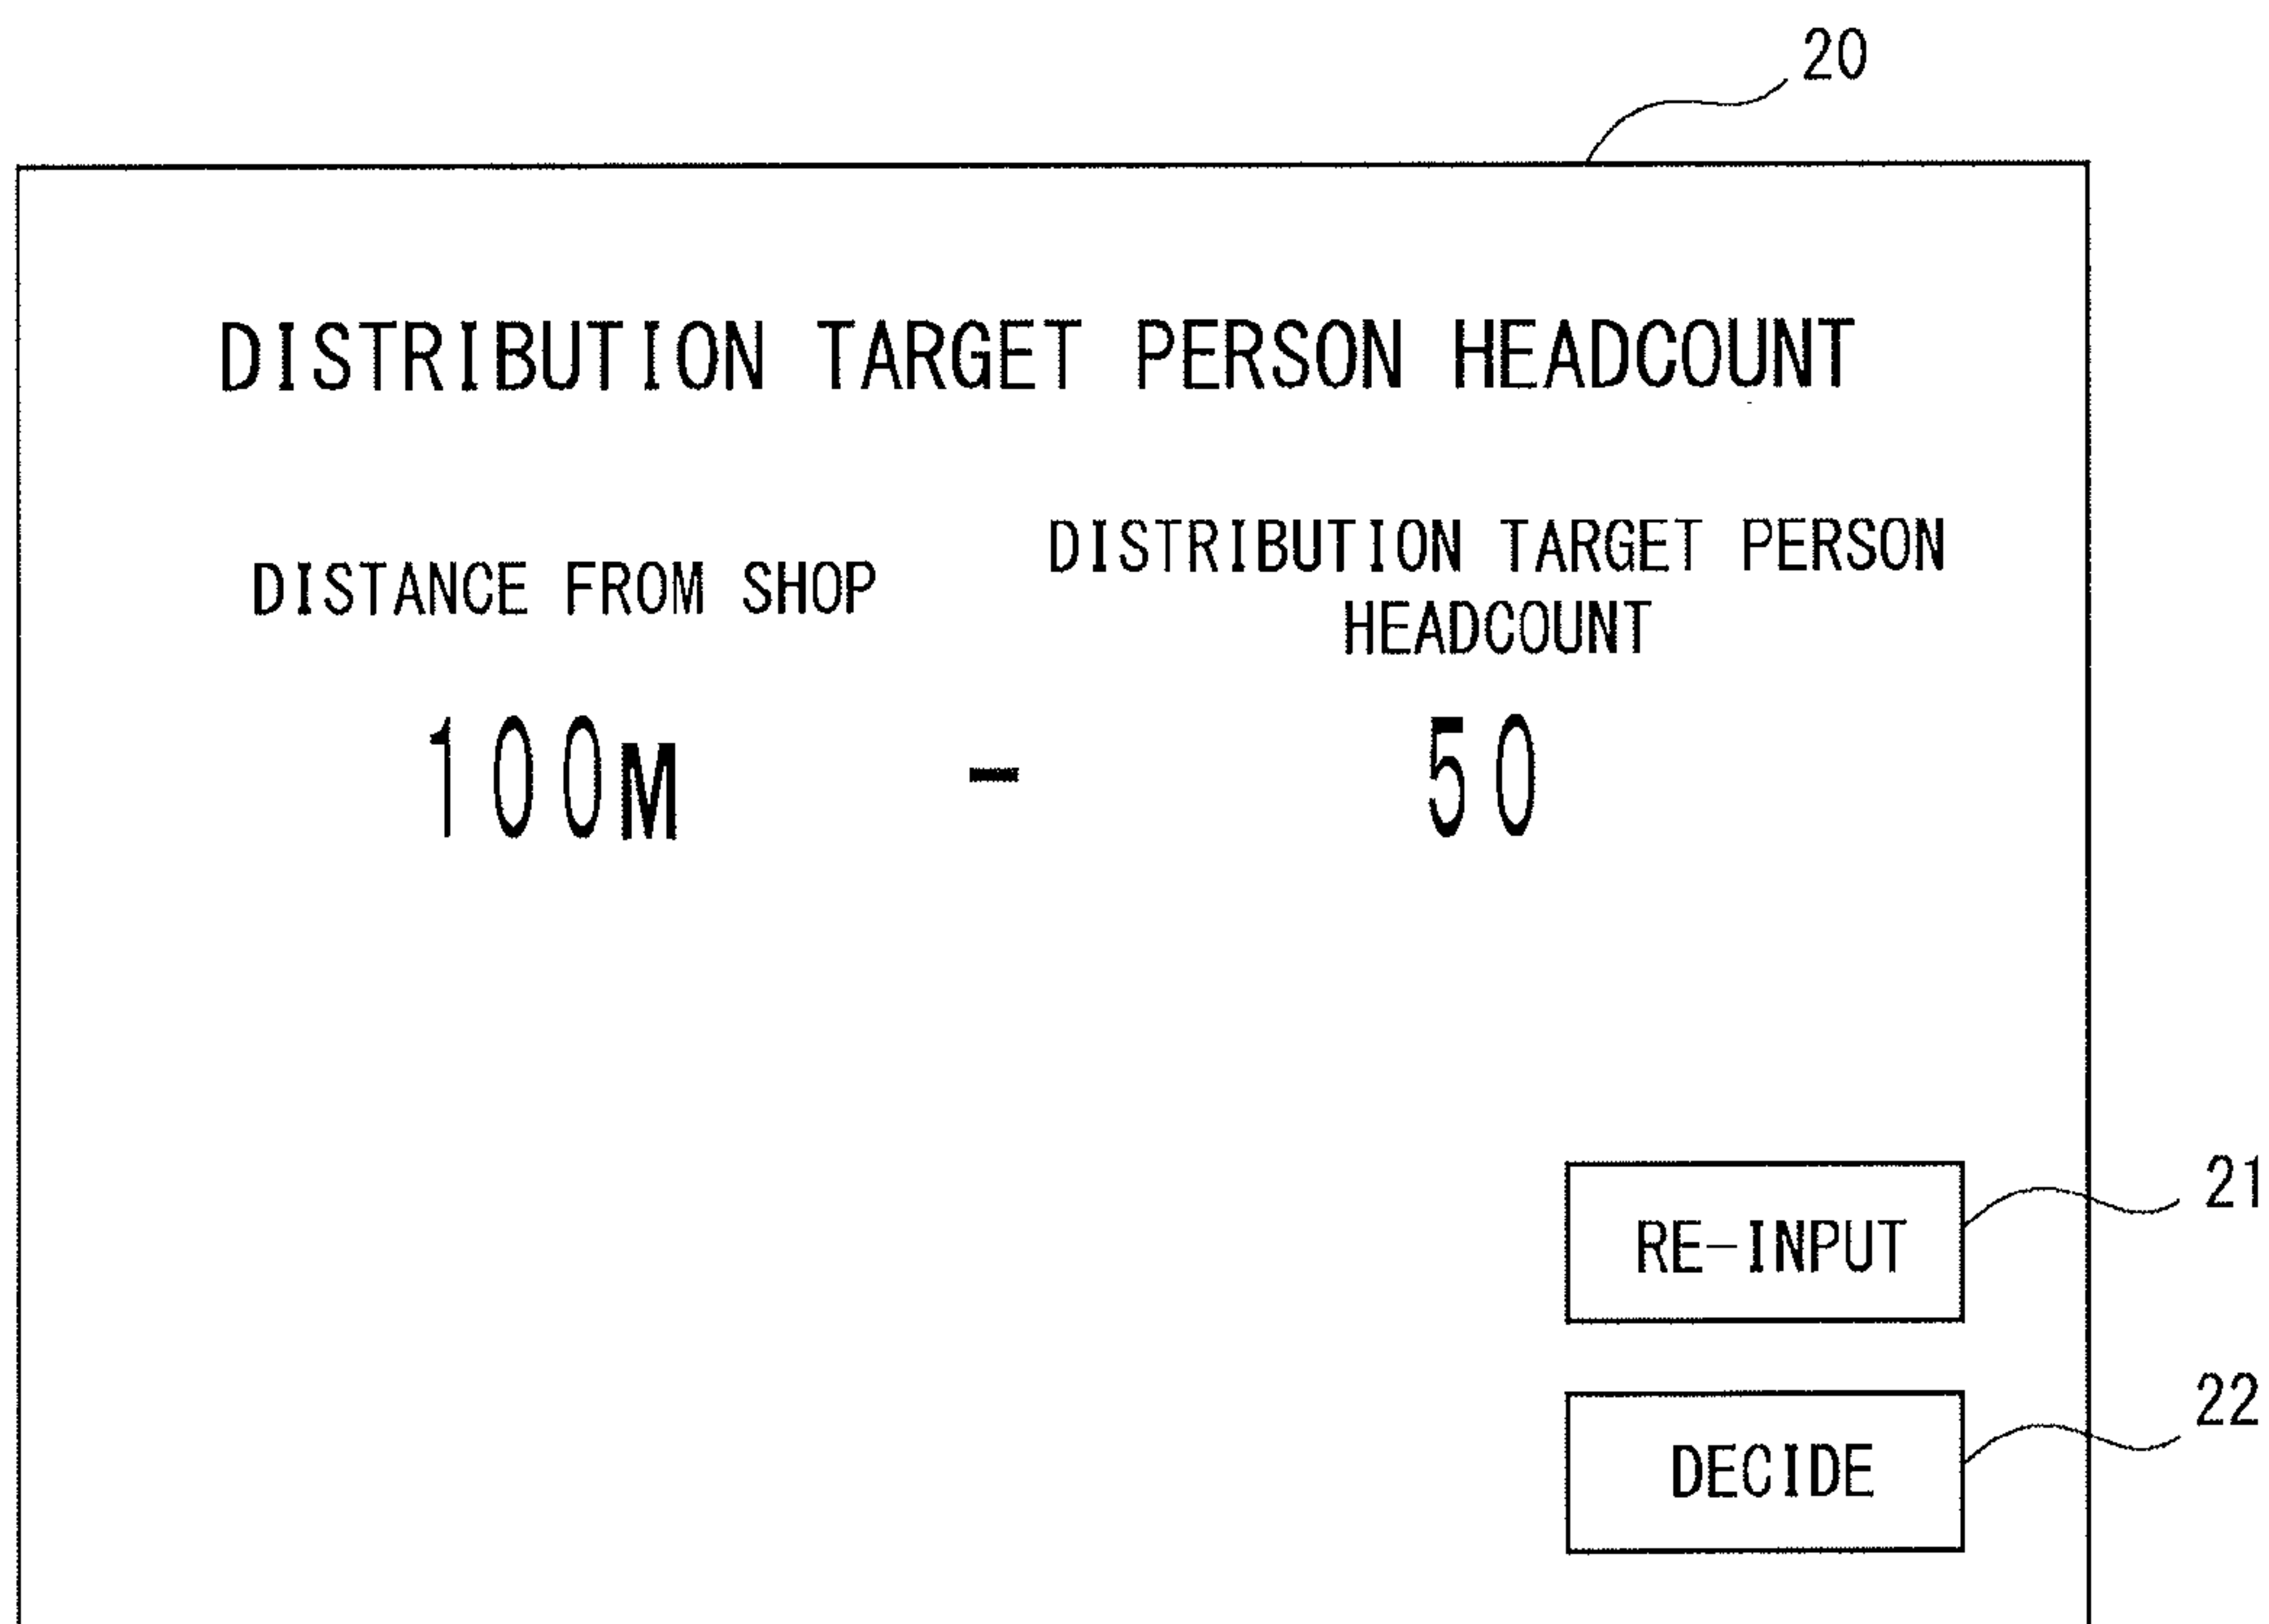 20
DISTRIBUTION TARGET PERSON HEADCOUNT
DISTANCE FROM SHOP
DISTRIBUTION TARGET PERSON
HEADCOUNT
100M - 50
RE-INPUT
21
DECIDE
22